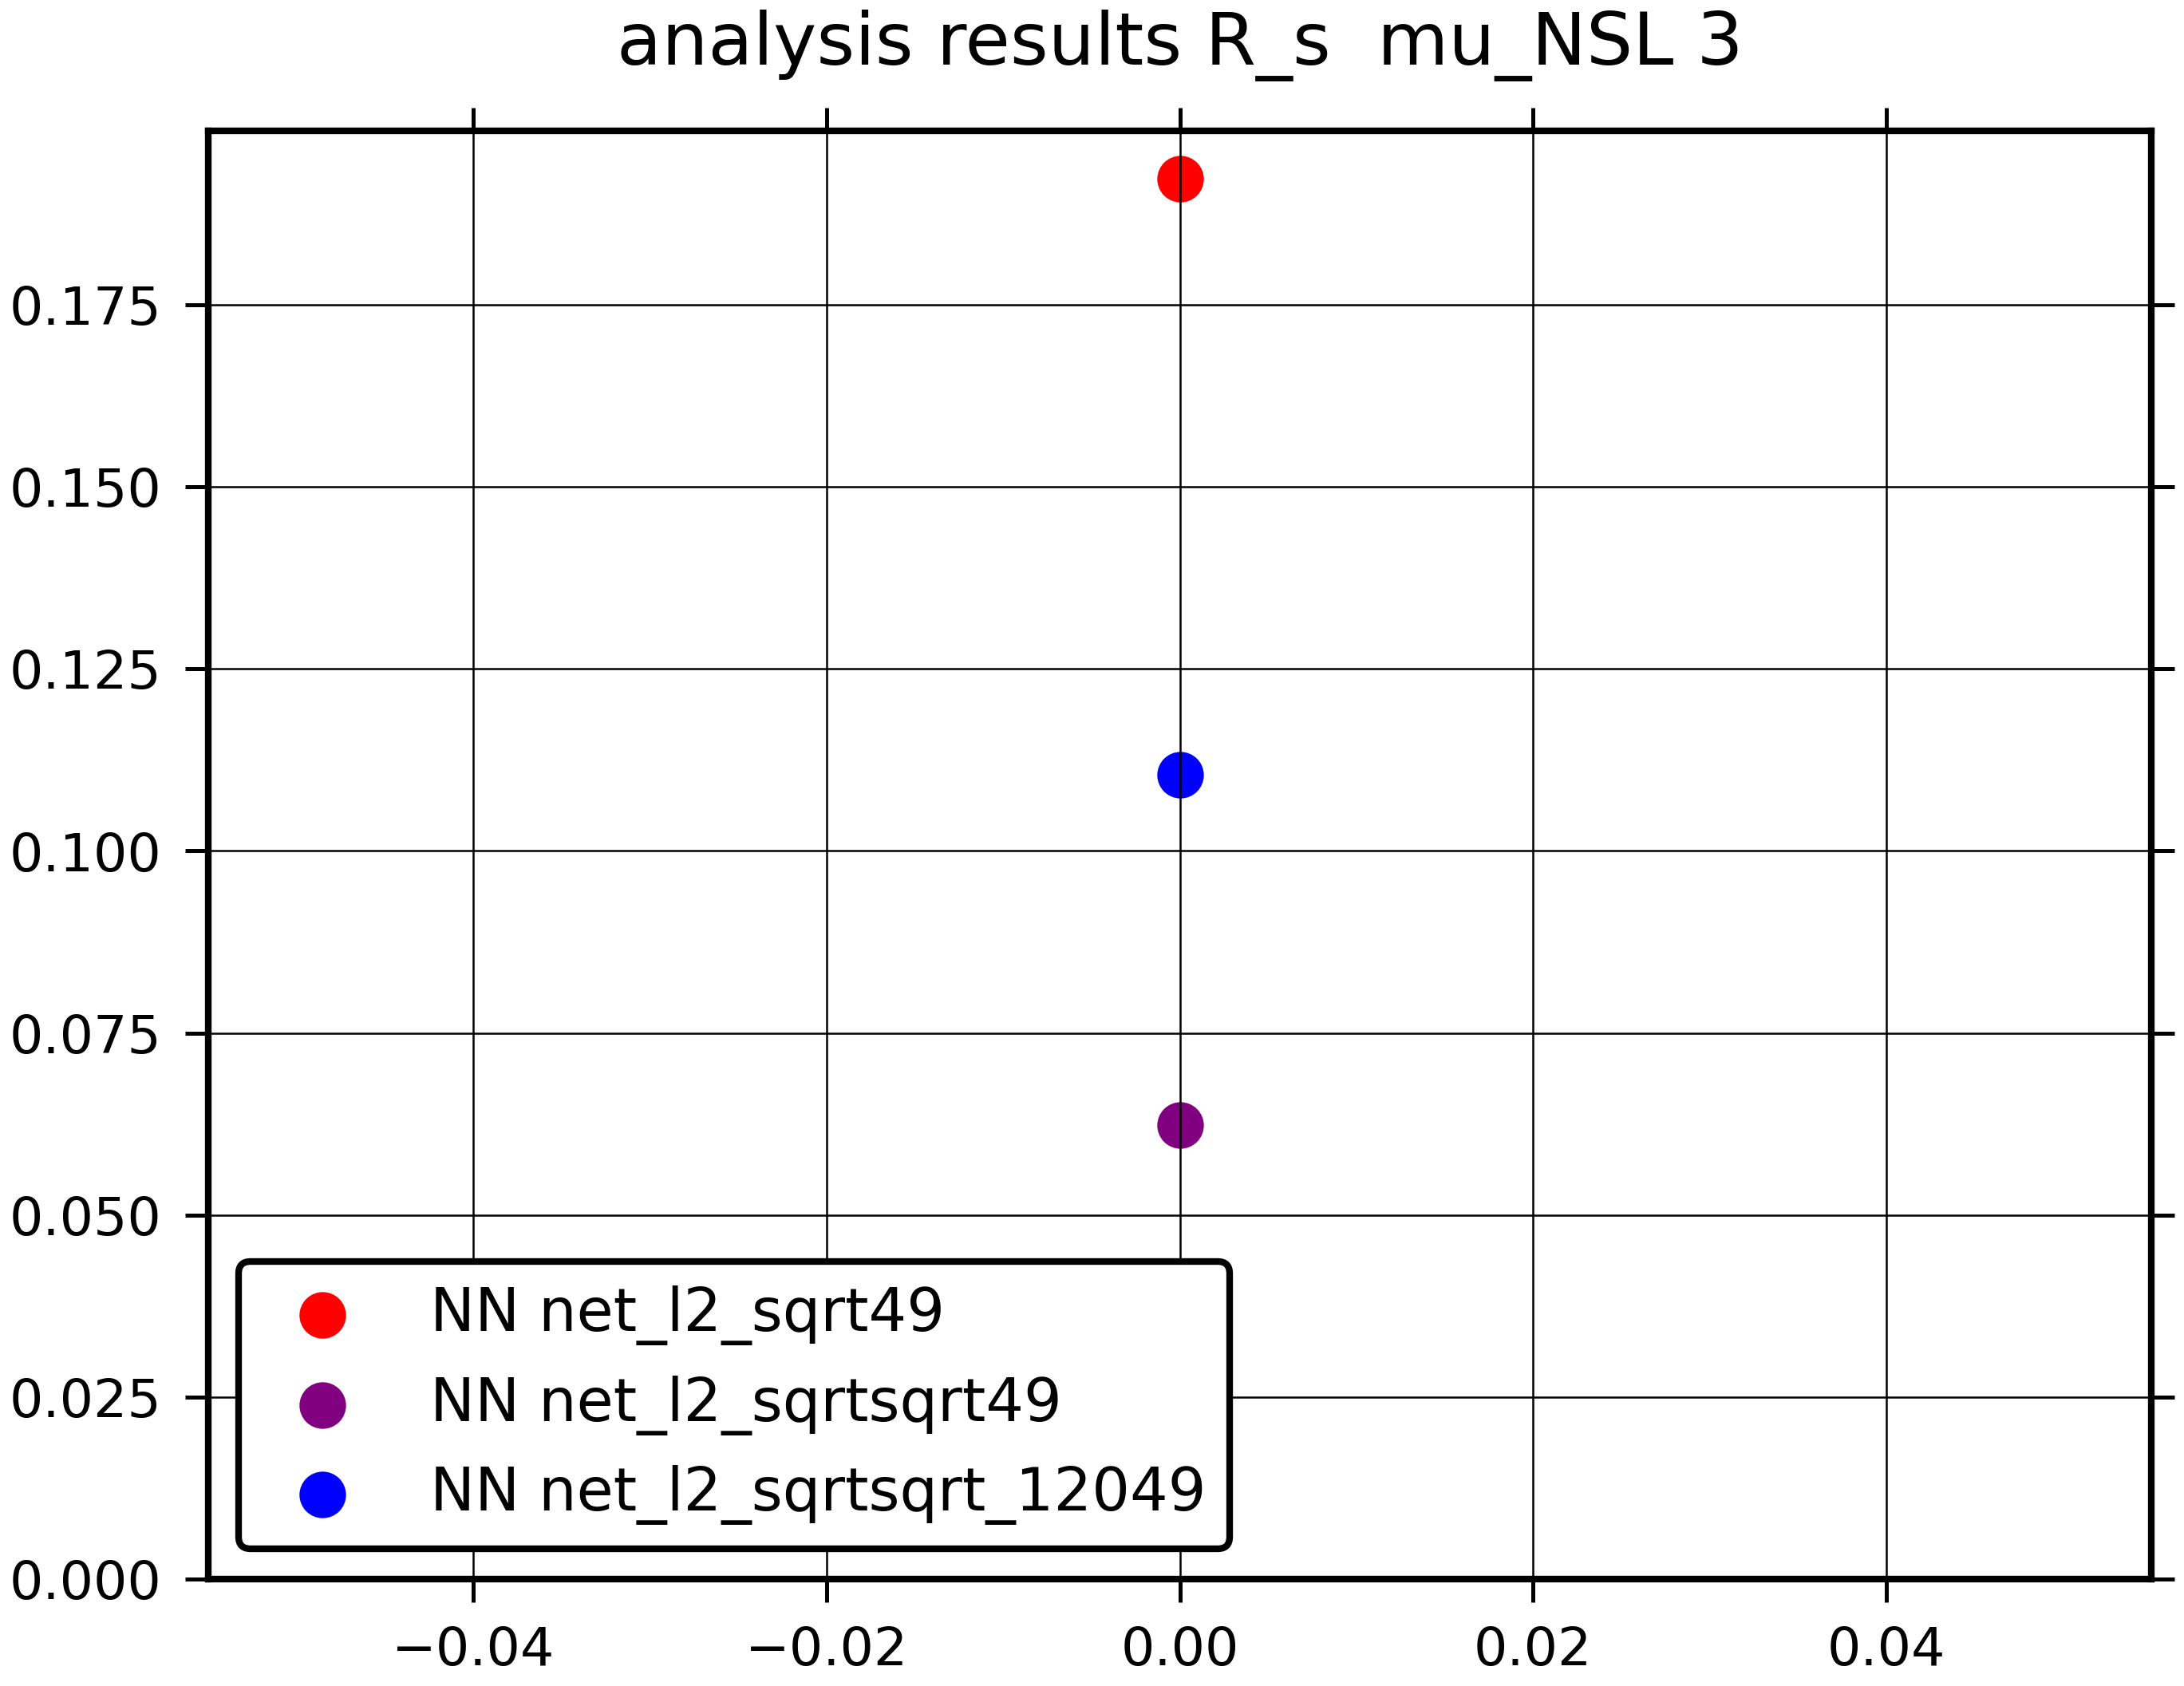 analysis results R_s  mu_NSL 3
0.175
0.150
0.125
0.100
0.075
0.050
0.025
0.000
NN net_l2_sqrt49
NN net_l2_sqrtsqrt49
NN net_l2_sqrtsqrt_12049
−0.04 −0.02 0.00 0.02 0.04